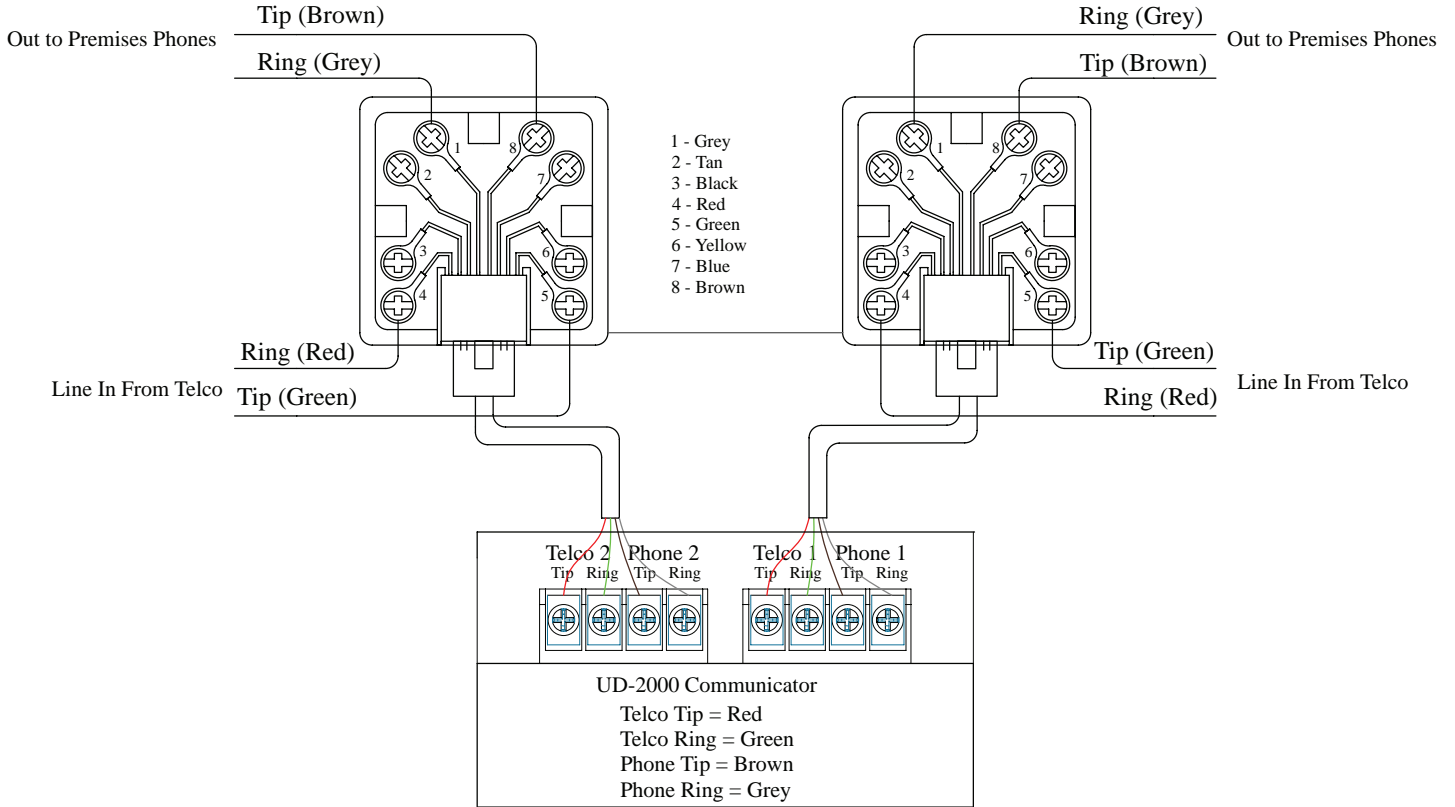 Tip (Brown)
Out to Premises Phones
Ring (Grey)
Ring (Grey)
Out to Premises Phones
Tip (Brown)
1
2
3
4
8
7
6
5
1 - Grey
2 - Tan
3 - Black
4 - Red
5 - Green
6 - Yellow
7 - Blue
8 - Brown
1
2
3
4
8
7
6
5
Ring (Red)
Line In From Telco
Tip (Green)
Tip (Green)
Line In From Telco
Ring (Red)
Telco 2 Phone 2
Tip Ring Tip Ring
Telco 1 Phone 1
Tip Ring Tip Ring
UD-2000 Communicator
Telco Tip = Red
Telco Ring = Green
Phone Tip = Brown
Phone Ring = Grey